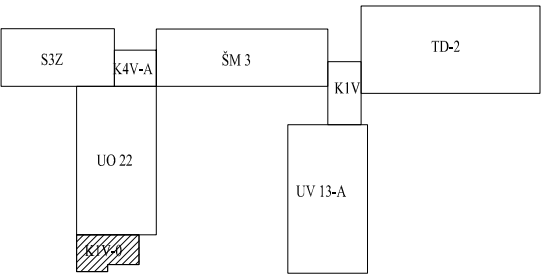 S3Z
K4V-A
ŠM 3
TD-2
K1V
UO 22
UV 13-A
K1V-0